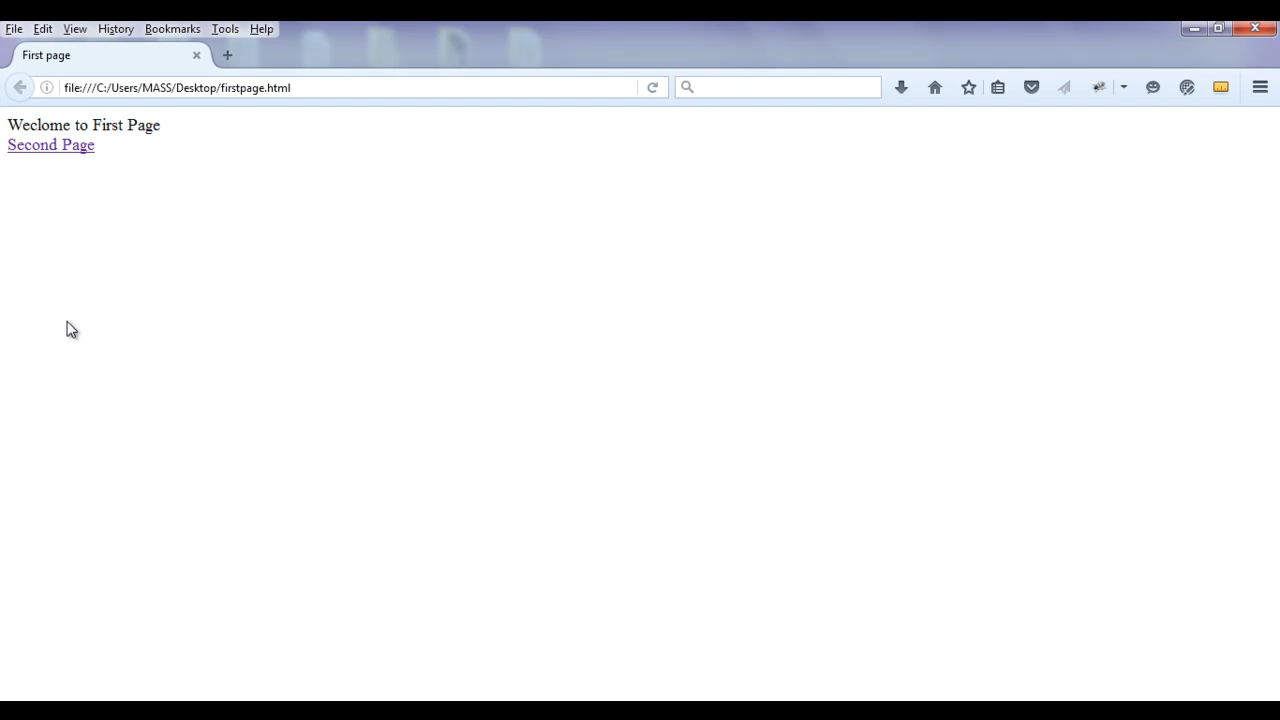 File Edit View History Bookmarks Tools Help
First page
file:///C:/Users/MASS/Desktop/firstpage.html
Weclome to First Page
Second Page